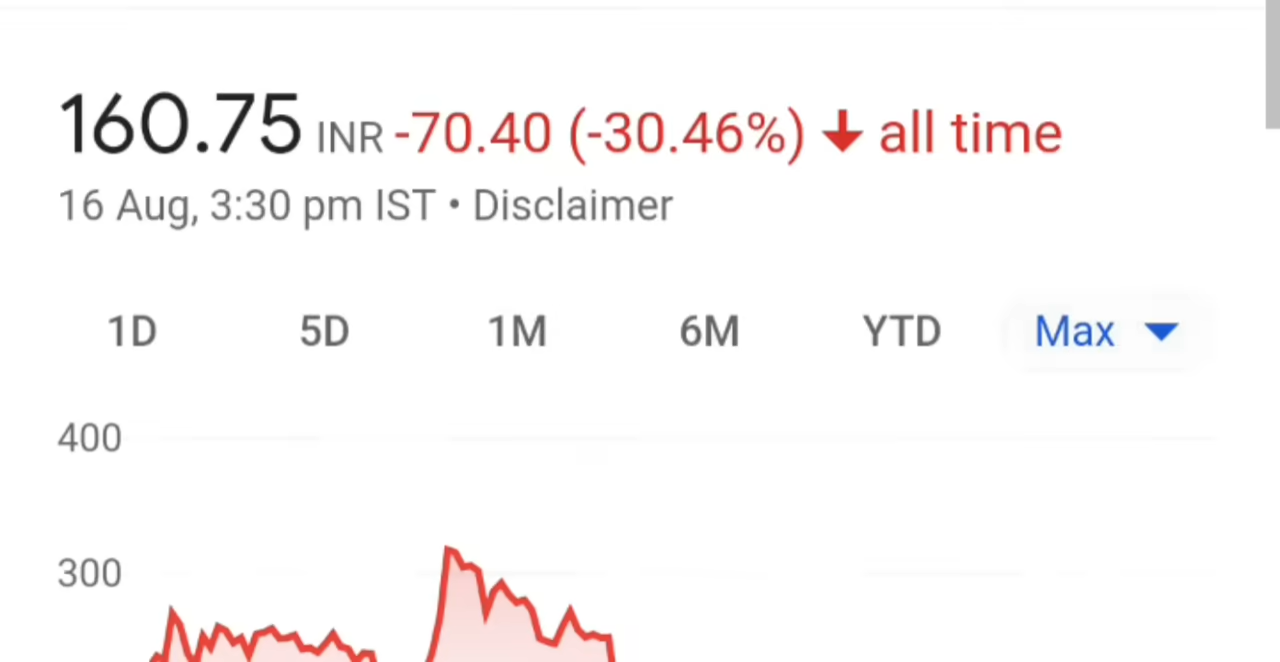 160.75 INR -70.40 (-30.46%) ↓ all time
16 Aug, 3:30 pm IST • Disclaimer
1D 5D 1M 6M YTD Max
400
300